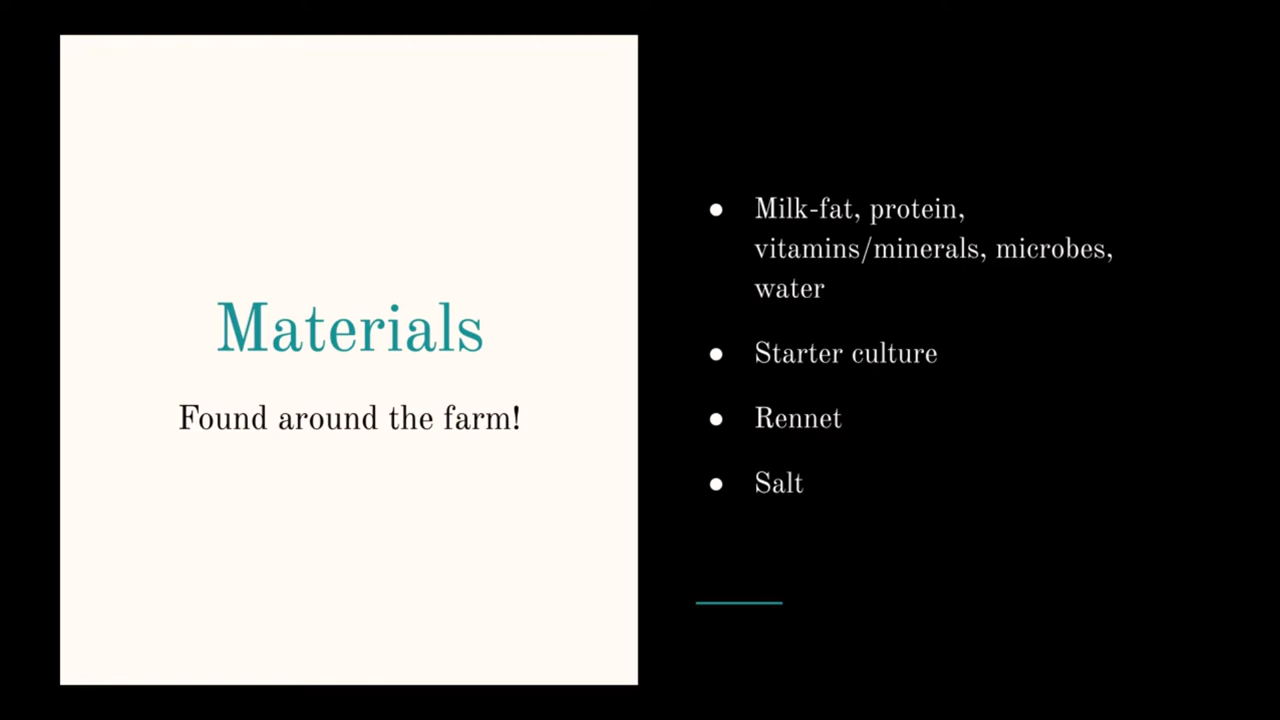 Materials
Found around the farm!
● Milk-fat, protein,
vitamins/minerals, microbes,
water
● Starter culture
● Rennet
● Salt